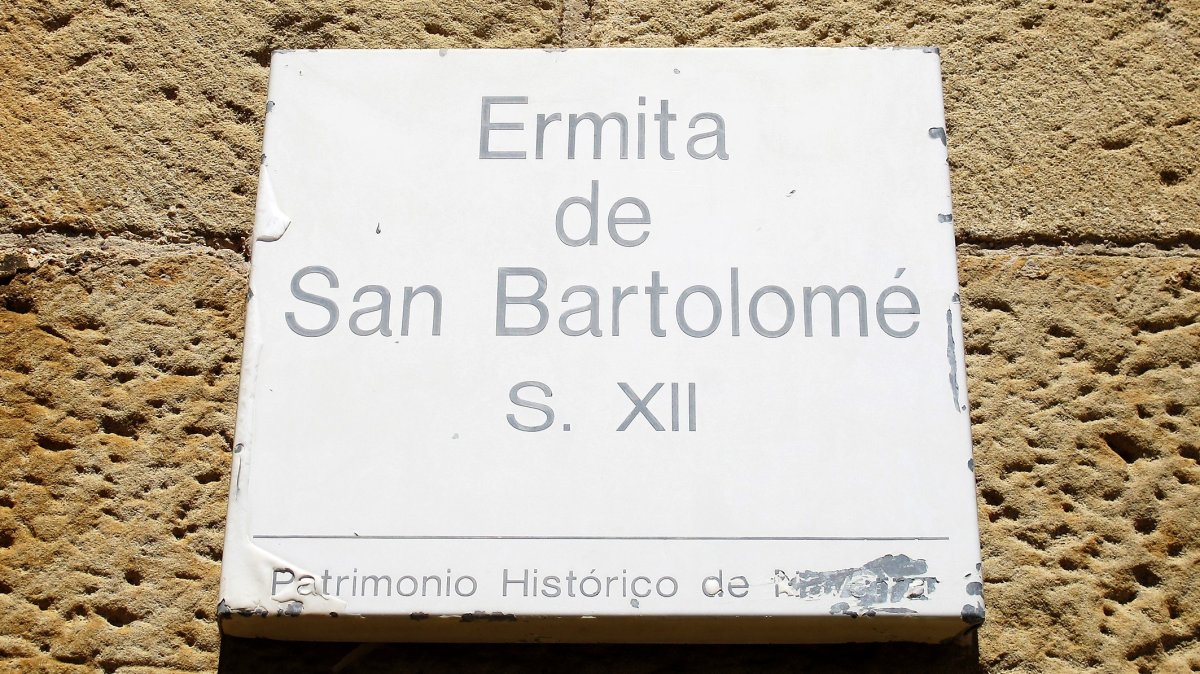 Ermita
de
San Bartolomé
S. XII
Patrimonio Histórico de